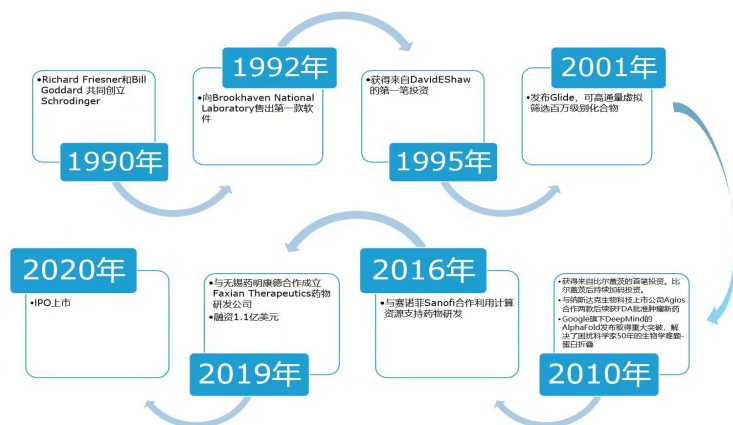 •Richard Friesner和Bill
Goddard 共同创立
Schrodinger
1990年
1992年
•向Brookhaven National
Laboratory售出第一款软
件
•获得来自DavidEShaw
的第一笔投资
1995年
2001年
•发布Glide，可高通量虚拟
筛选百万级别化合物
2020年
•IPO上市
•与无锡药明康德合作成立
Faxian Therapeutics药物
研发公司
•融资1.1亿美元
2019年
2016年
•与赛诺菲Sanofi合作利用计算
资源支持药物研发
•获得来自比尔盖茨的首笔投资。比
尔盖茨后持续加码投资。
•与纳斯达克生物科技上市公司Agios
合作两款后续获FDA批准肿瘤新药
•Google旗下DeepMind的
AlphaFold发布取得重大突破，解
决了困扰科学家50年的生物学难题-
蛋白折叠
2010年